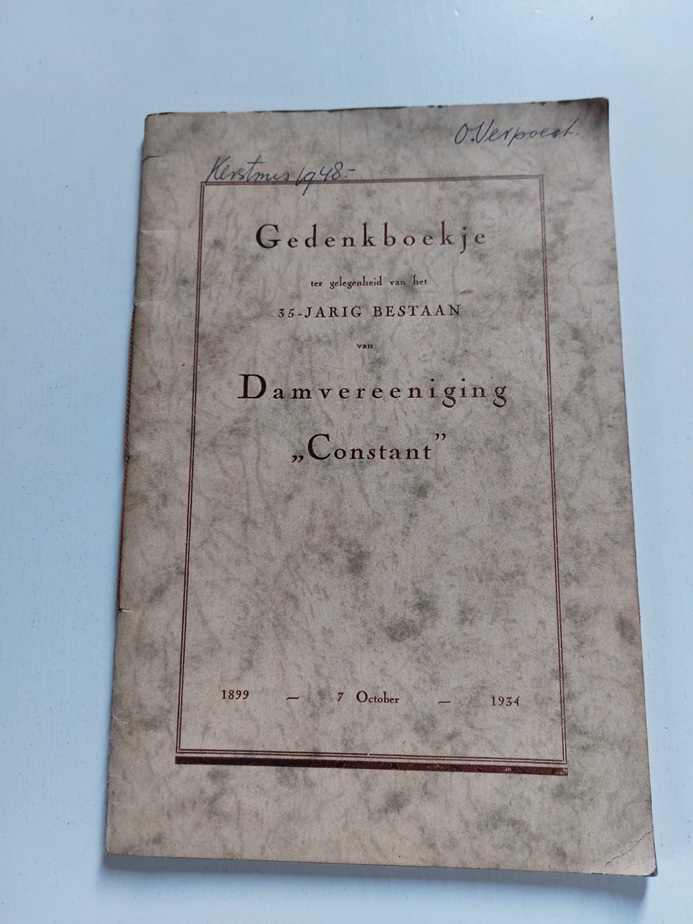 O. Verpoest.
Kerstmis 1948.-
Gedenkboekje
ter gelegenheid van het
35-JARIG BESTAAN
van
Damvereeniging
„Constant”
1899 — 7 October — 1934